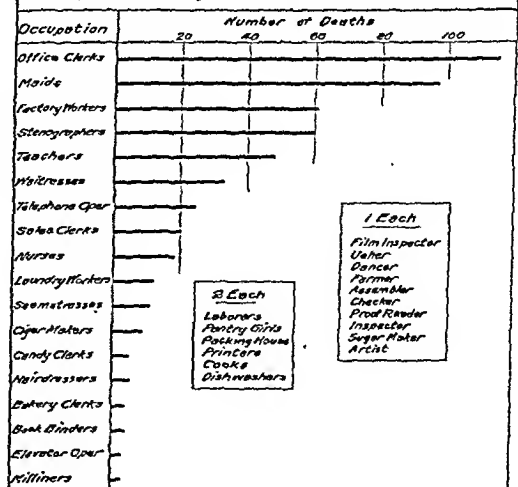 Occupation
Number of Deaths
20 40 60 80 100
Office Clerks
Maids
Factory Workers
Stenographers
Teachers
Waitresses
Telephone Oper
Sales Clerks
Nurses
Laundry Workers
Seamstresses
Cigar Makers
Candy Clerks
Hairdressers
Bakery Clerks
Book Binders
Elevator Oper
Milliners
2 Each
Laborers
Pantry Girls
Packing House
Printers
Cooks
Dishwashers
1 Each
Film Inspector
Usher
Dancer
Farmer
Assembler
Checker
Proof Reader
Inspector
Sugar Maker
Artist